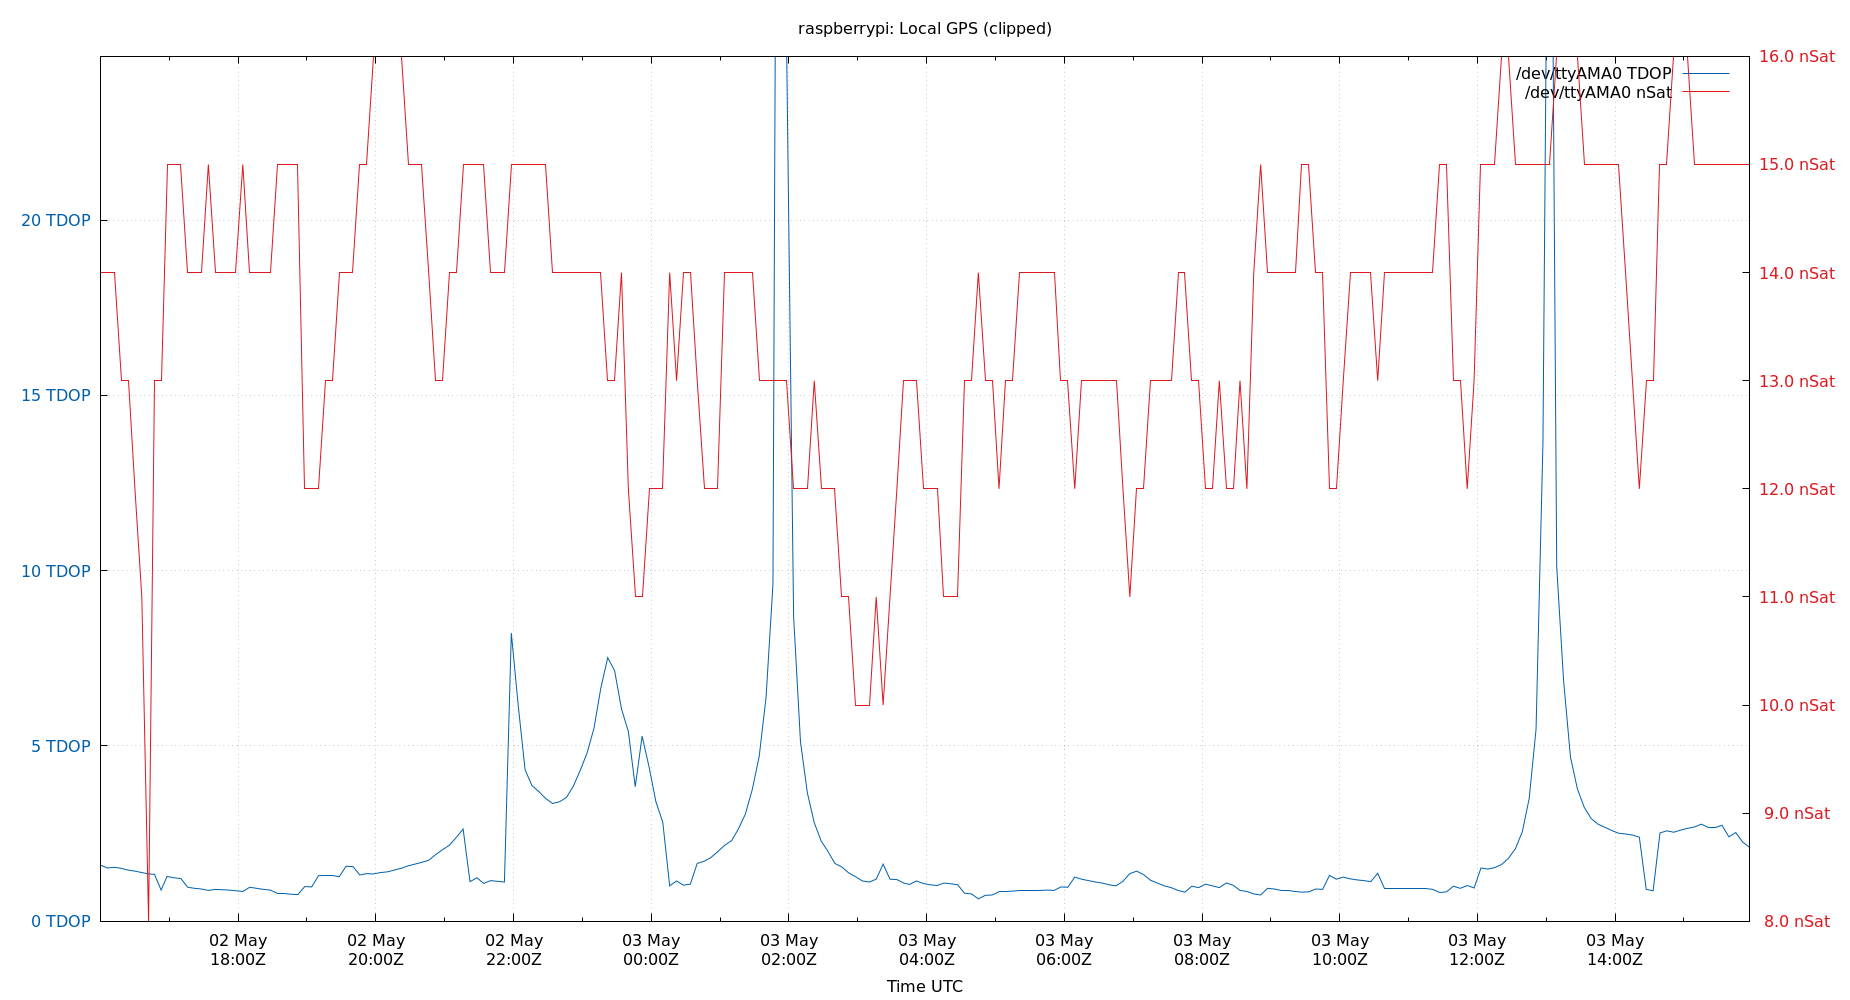 raspberrypi: Local GPS (clipped)
16.0 nSat
/dev/ttyAMA0 TDOP
/dev/ttyAMA0 nSat
15.0 nSat
20 TDOP
14.0 nSat
15 TDOP
13.0 nSat
12.0 nSat
10 TDOP
11.0 nSat
10.0 nSat
5 TDOP
9.0 nSat
0 TDOP
8.0 nSat
02 May 02 May 02 May 03 May 03 May 03 May 03 May 03 May 03 May 03 May 03 May
18:00Z 20:00Z 22:00Z 00:00Z 02:00Z 04:00Z 06:00Z 08:00Z 10:00Z 12:00Z 14:00Z
Time UTC